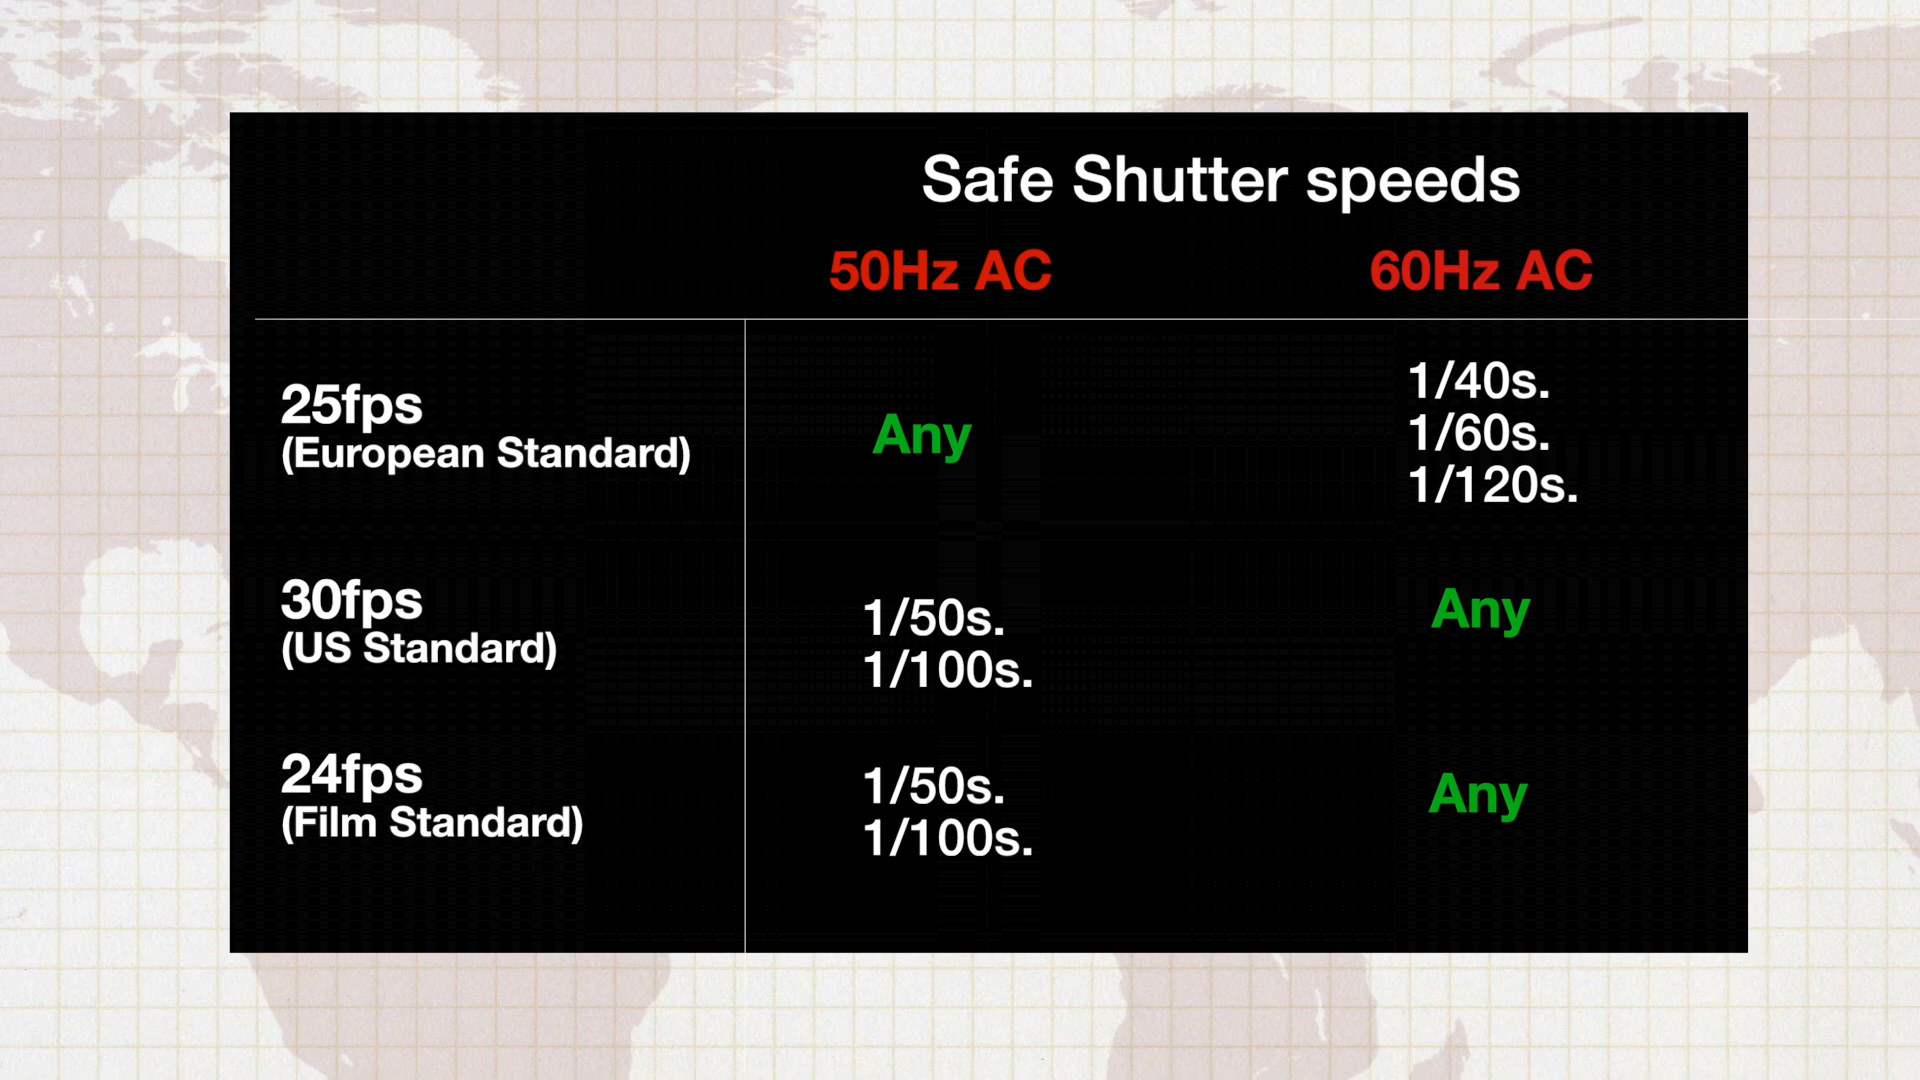 Safe Shutter speeds
50Hz AC
60Hz AC
25fps
(European Standard)
Any
1/40s.
1/60s.
1/120s.
30fps
(US Standard)
1/50s.
1/100s.
Any
24fps
(Film Standard)
1/50s.
1/100s.
Any